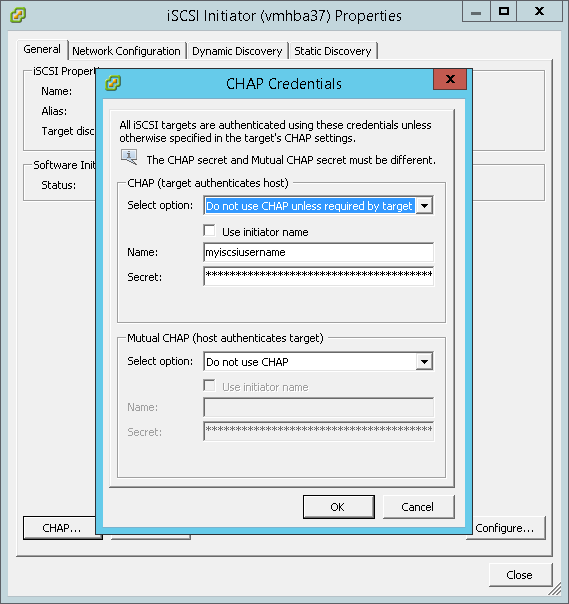 iSCSI Initiator (vmhba37) Properties
General Network Configuration Dynamic Discovery Static Discovery
iSCSI Propert
Name:
Alias:
Target disc
Software Init
Status:
CHAP Credentials
All iSCSI targets are authenticated using these credentials unless
otherwise specified in the target's CHAP settings.
The CHAP secret and Mutual CHAP secret must be different.
CHAP (target authenticates host)
Select option: Do not use CHAP unless required by target
Use initiator name
Name: myiscsiusername
Secret: **************************************
Mutual CHAP (host authenticates target)
Select option: Do not use CHAP
Use initiator name
Name:
Secret: **************************************
OK Cancel
CHAP... Configure...
Close